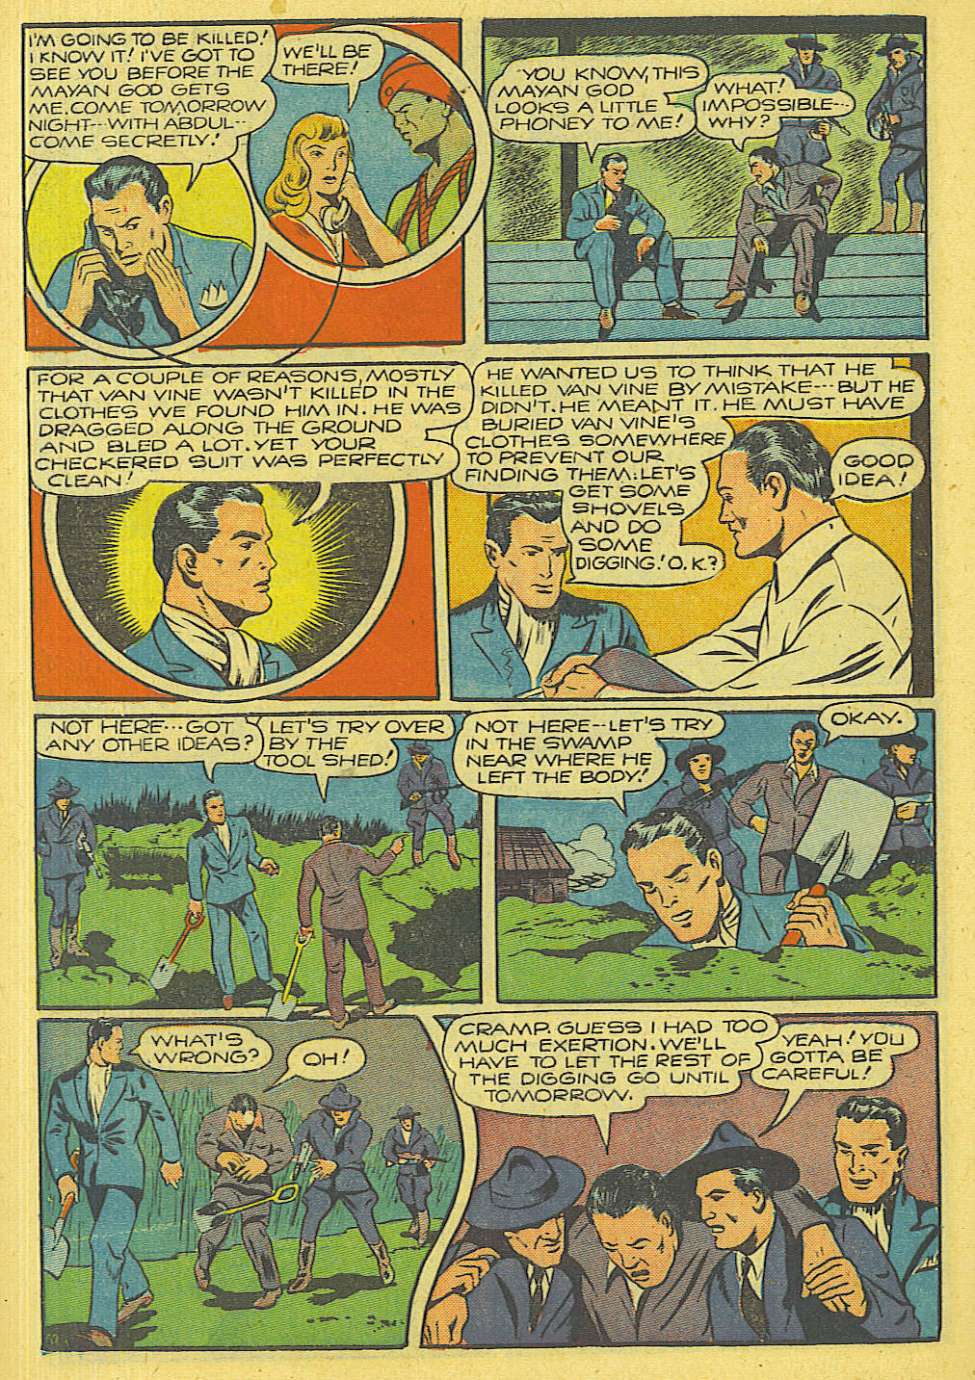 I'M GOING TO BE KILLED!
I KNOW IT! I'VE GOT TO
SEE YOU BEFORE THE
MAYAN GOD GETS
ME. COME TOMORROW
NIGHT-- WITH ABDUL--
COME SECRETLY!
WE'LL BE
THERE!
YOU KNOW, THIS
MAYAN GOD
LOOKS A LITTLE
PHONEY TO ME!
WHAT!
IMPOSSIBLE---
WHY?
FOR A COUPLE OF REASONS, MOSTLY
THAT VAN VINE WASN'T KILLED IN THE
CLOTHES WE FOUND HIM IN. HE WAS
DRAGGED ALONG THE GROUND
AND BLED A LOT. YET YOUR
CHECKERED SUIT WAS PERFECTLY
CLEAN!
HE WANTED US TO THINK THAT HE
KILLED VAN VINE BY MISTAKE--- BUT HE
DIDN'T. HE MEANT IT. HE MUST HAVE
BURIED VAN VINE'S
CLOTHES SOMEWHERE
TO PREVENT OUR
FINDING THEM. LET'S
GET SOME
SHOVELS
AND DO
SOME
DIGGING! O.K.?
GOOD
IDEA!
NOT HERE--- GOT
ANY OTHER IDEAS?
LET'S TRY OVER
BY THE
TOOL SHED!
NOT HERE-- LET'S TRY
IN THE SWAMP
NEAR WHERE HE
LEFT THE BODY!
OKAY.
WHAT'S
WRONG?
OH!
CRAMP. GUESS I HAD TOO
MUCH EXERTION. WE'LL
HAVE TO LET THE REST OF
THE DIGGING GO UNTIL
TOMORROW.
YEAH! YOU
GOTTA BE
CAREFUL!